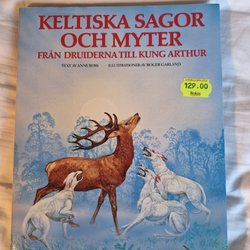 KELTISKA SAGOR
OCH MYTER
FRÅN DRUIDERNA TILL KUNG ARTHUR
TEXT AV ANNE ROSS ILLUSTRATIONER AV ROGER GARLAND
129.00